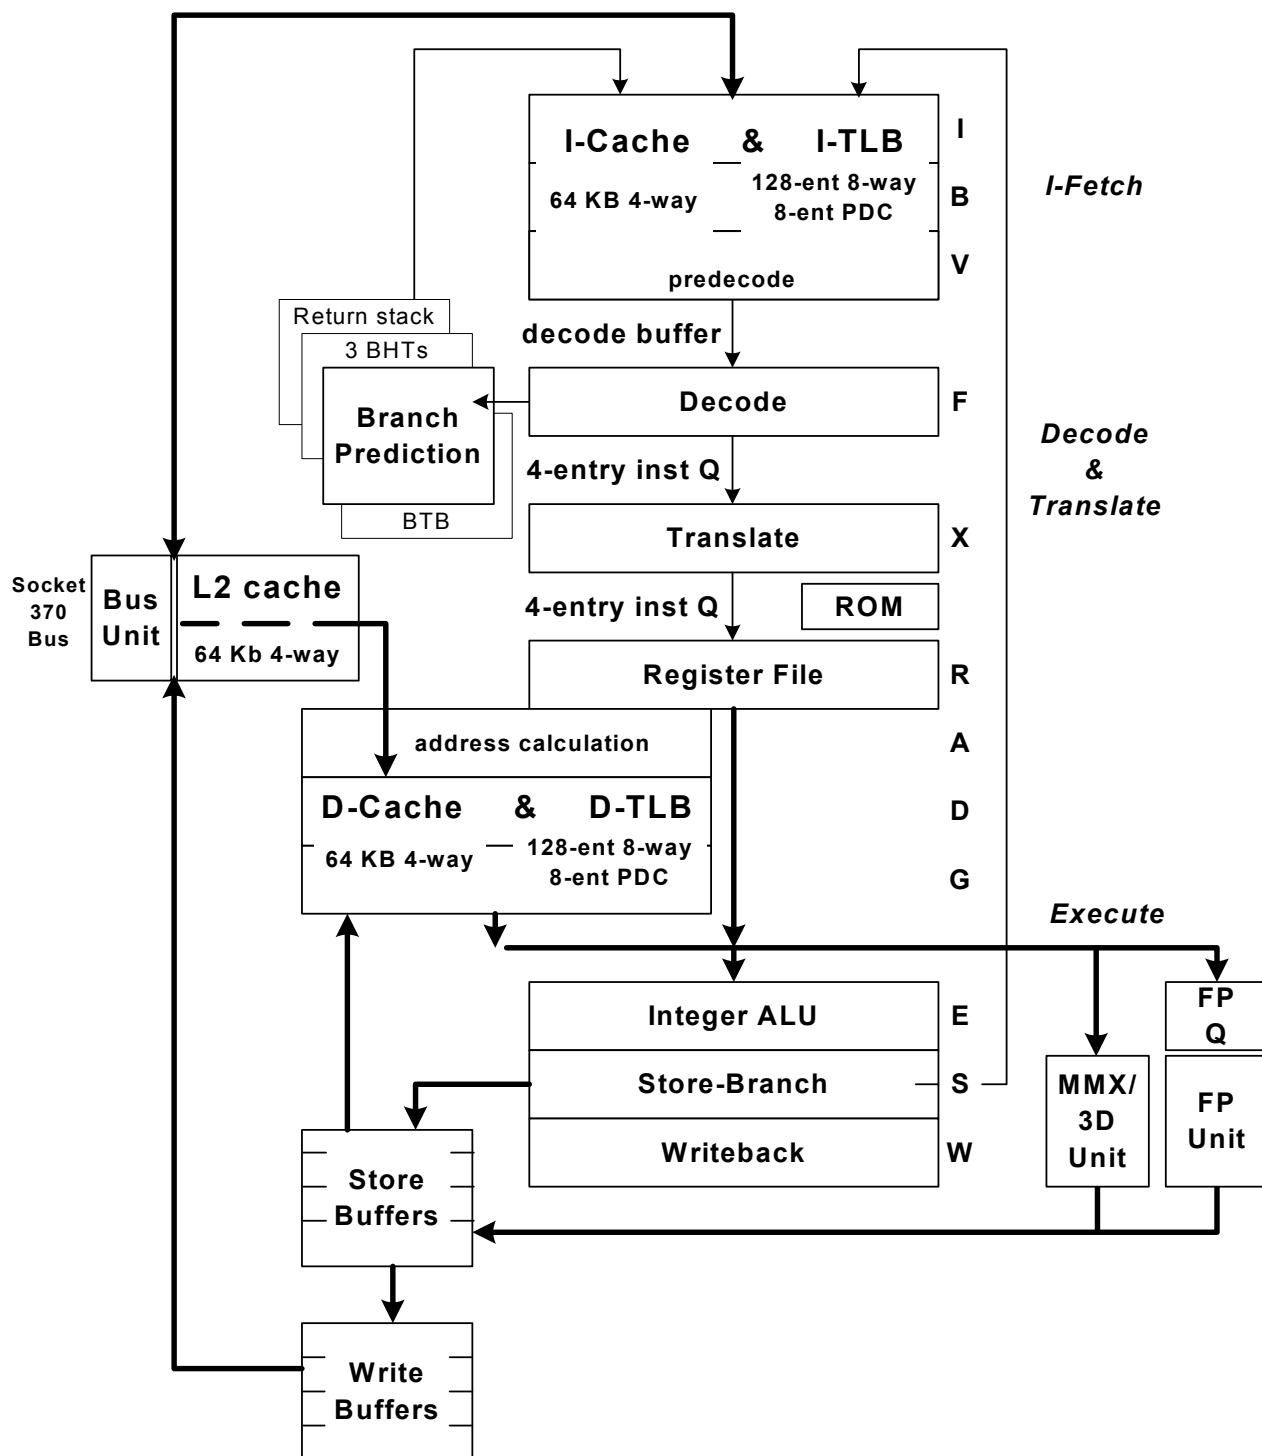 I-Cache & I-TLB I
I-Fetch
64 KB 4-way 128-ent 8-way B
8-ent PDC
V
predecode
Return stack
decode buffer
3 BHTs
Decode F
Branch
Prediction
Decode
&
Translate
4-entry inst Q
BTB
Translate X
Socket
370
Bus
Bus
Unit
L2 cache
64 Kb 4-way
4-entry inst Q ROM
Register File R
address calculation A
D-Cache & D-TLB D
64 KB 4-way 128-ent 8-way
8-ent PDC G
Execute
Integer ALU E
FP
Q
Store-Branch S
MMX/
3D
Unit
FP
Unit
Writeback W
Store
Buffers
Write
Buffers